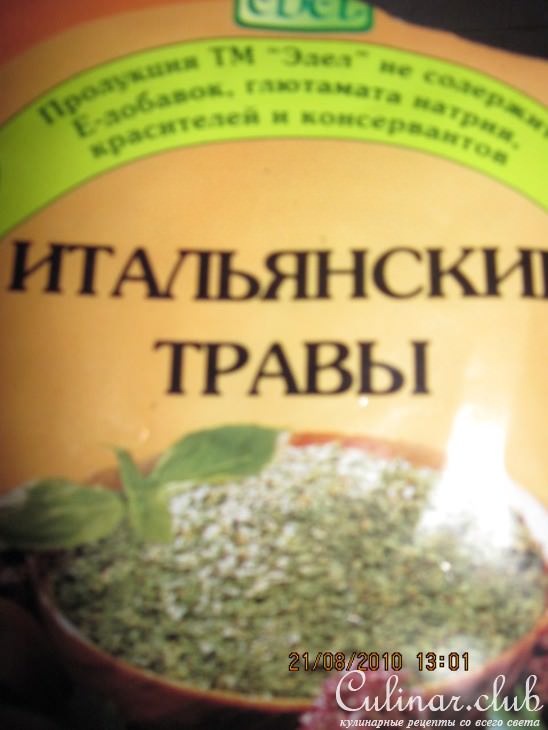 Продукция ТМ "Эдел" не содержит
Е-добавок, глютамата натрия,
красителей и консервантов
ИТАЛЬЯНСКИ
ТРАВЫ
21/08/2010 13:01
Culinar.club
кулинарные рецепты со всего света